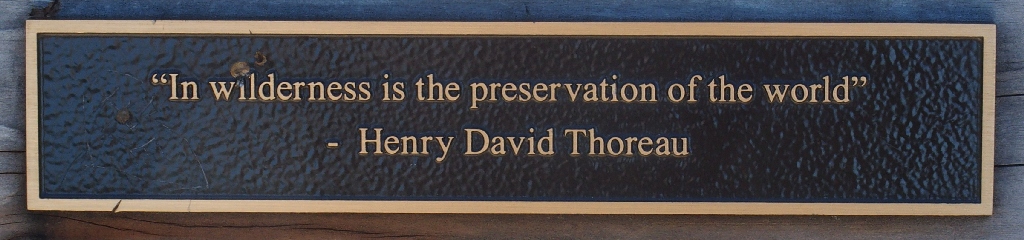 “In wilderness is the preservation of the world”
- Henry David Thoreau